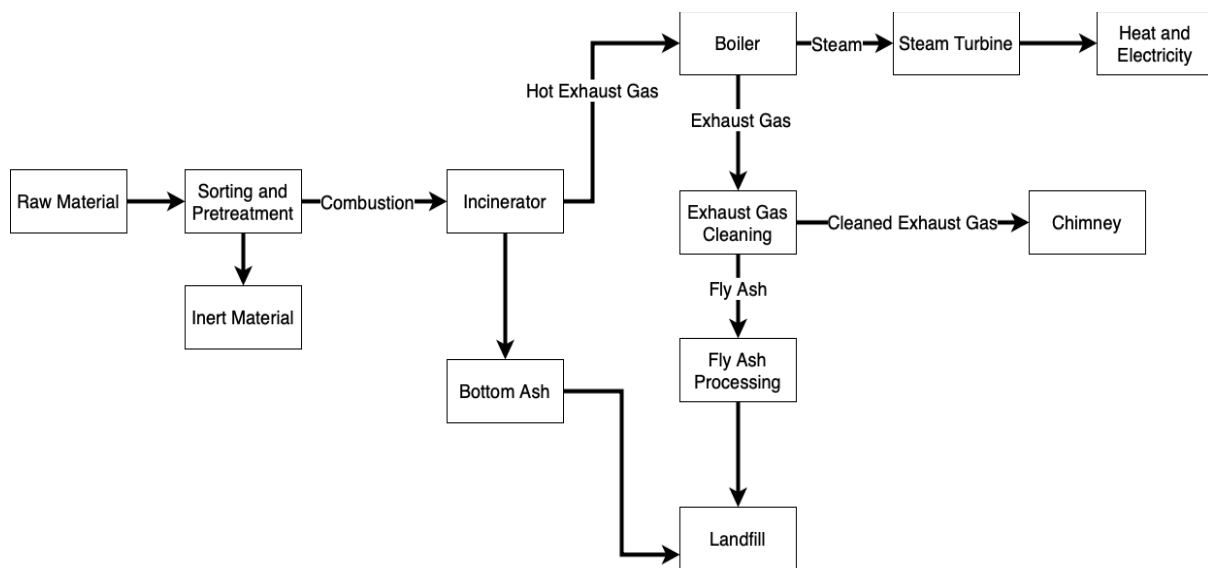 Boiler
Steam
Steam Turbine
Heat and
Electricity
Hot Exhaust Gas
Exhaust Gas
Raw Material
Sorting and
Pretreatment
Combustion
Incinerator
Exhaust Gas
Cleaning
Cleaned Exhaust Gas
Chimney
Fly Ash
Inert Material
Bottom Ash
Fly Ash
Processing
Landfill